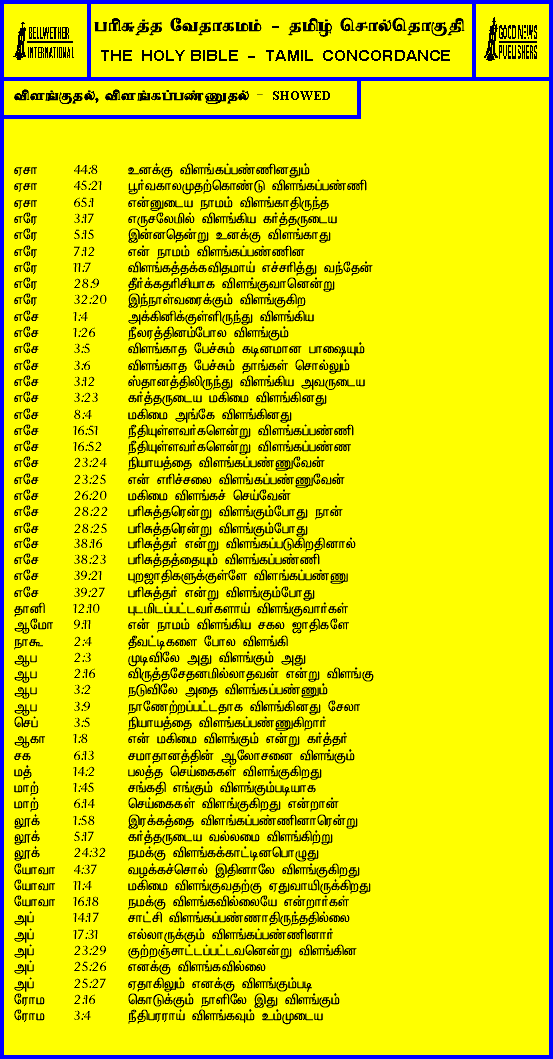 BELLWETHER
INTERNATIONAL
பரிசுத்த வேதாகமம் - தமிழ் சொல்தொகுதி
THE HOLY BIBLE - TAMIL CONCORDANCE
GOOD NEWS
PUBLISHERS
விளங்குதல், விளங்கப்பண்ணுதல் - SHOWED
ஏசா 44:8 உனக்கு விளங்கப்பண்ணினதும்
ஏசா 45:21 பூர்வகாலமுதற்கொண்டு விளங்கப்பண்ணி
ஏசா 65:1 என்னுடைய நாமம் விளங்காதிருந்த
எரே 3:17 எருசலேமில் விளங்கிய கர்த்தருடைய
எரே 5:15 இன்னதென்று உனக்கு விளங்காது
எரே 7:12 என் நாமம் விளங்கப்பண்ணின
எரே 11:7 விளங்கத்தக்கவிதமாய் எச்சரித்து வந்தேன்
எரே 28:9 தீர்க்கதரிசியாக விளங்குவானென்று
எரே 32:20 இந்நாள்வரைக்கும் விளங்குகிற
எசே 1:4 அக்கினிக்குள்ளிருந்து விளங்கிய
எசே 1:26 நீலரத்தினம்போல விளங்கும்
எசே 3:5 விளங்காத பேச்சும் கடினமான பாஷையும்
எசே 3:6 விளங்காத பேச்சும் தாங்கள் சொல்லும்
எசே 3:12 ஸ்தானத்திலிருந்து விளங்கிய அவருடைய
எசே 3:23 கர்த்தருடைய மகிமை விளங்கினது
எசே 8:4 மகிமை அங்கே விளங்கினது
எசே 16:51 நீதியுள்ளவர்களென்று விளங்கப்பண்ணி
எசே 16:52 நீதியுள்ளவர்களென்று விளங்கப்பண்ண
எசே 23:24 நியாயத்தை விளங்கப்பண்ணுவேன்
எசே 23:25 என் எரிச்சலை விளங்கப்பண்ணுவேன்
எசே 26:20 மகிமை விளங்கச் செய்வேன்
எசே 28:22 பரிசுத்தரென்று விளங்கும்போது நான்
எசே 28:25 பரிசுத்தரென்று விளங்கும்போது
எசே 38:16 பரிசுத்தர் என்று விளங்கப்படுகிறதினால்
எசே 38:23 பரிசுத்தத்தையும் விளங்கப்பண்ணி
எசே 39:21 புறஜாதிகளுக்குள்ளே விளங்கப்பண்ணு
எசே 39:27 பரிசுத்தர் என்று விளங்கும்போது
தானி 12:10 புடமிடப்பட்டவர்களாய் விளங்குவார்கள்
ஆமோ 9:11 என் நாமம் விளங்கிய சகல ஜாதிகளே
நாகூ 2:4 தீவட்டிகளை போல விளங்கி
ஆப 2:3 முடிவிலே அது விளங்கும் அது
ஆப 2:16 விருத்தசேதனமில்லாதவன் என்று விளங்கு
ஆப 3:2 நடுவிலே அதை விளங்கப்பண்ணும்
ஆப 3:9 நாணேற்றப்பட்டதாக விளங்கினது சேலா
செப் 3:5 நியாயத்தை விளங்கப்பண்ணுகிறார்
ஆகா 1:8 என் மகிமை விளங்கும் என்று கர்த்தர்
சக 6:13 சமாதானத்தின் ஆலோசனை விளங்கும்
மத் 14:2 பலத்த செய்கைகள் விளங்குகிறது
மாற் 1:45 சங்கதி எங்கும் விளங்கும்படியாக
மாற் 6:14 செய்கைகள் விளங்குகிறது என்றான்
லூக் 1:58 இரக்கத்தை விளங்கப்பண்ணினாரென்று
லூக் 5:17 கர்த்தருடைய வல்லமை விளங்கிற்று
லூக் 24:32 நமக்கு விளங்கக்காட்டினபொழுது
யோவா 4:37 வழக்கச்சொல் இதினாலே விளங்குகிறது
யோவா 11:4 மகிமை விளங்குவதற்கு ஏதுவாயிருக்கிறது
யோவா 16:18 நமக்கு விளங்கவில்லையே என்றார்கள்
அப் 14:17 சாட்சி விளங்கப்பண்ணாதிருந்ததில்லை
அப் 17:31 எல்லாருக்கும் விளங்கப்பண்ணினார்
அப் 23:29 குற்றஞ்சாட்டப்பட்டவனென்று விளங்கின
அப் 25:26 எனக்கு விளங்கவில்லை
அப் 25:27 ஏதாகிலும் எனக்கு விளங்கும்படி
ரோம 2:16 கொடுக்கும் நாளிலே இது விளங்கும்
ரோம 3:4 நீதிபரராய் விளங்கவும் உம்முடைய